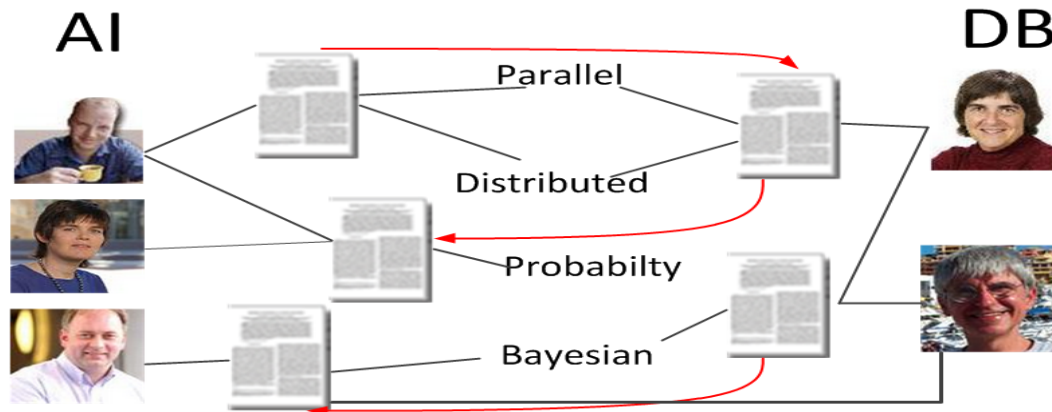 AI
DB
Parallel
Distributed
Probabilty
Bayesian